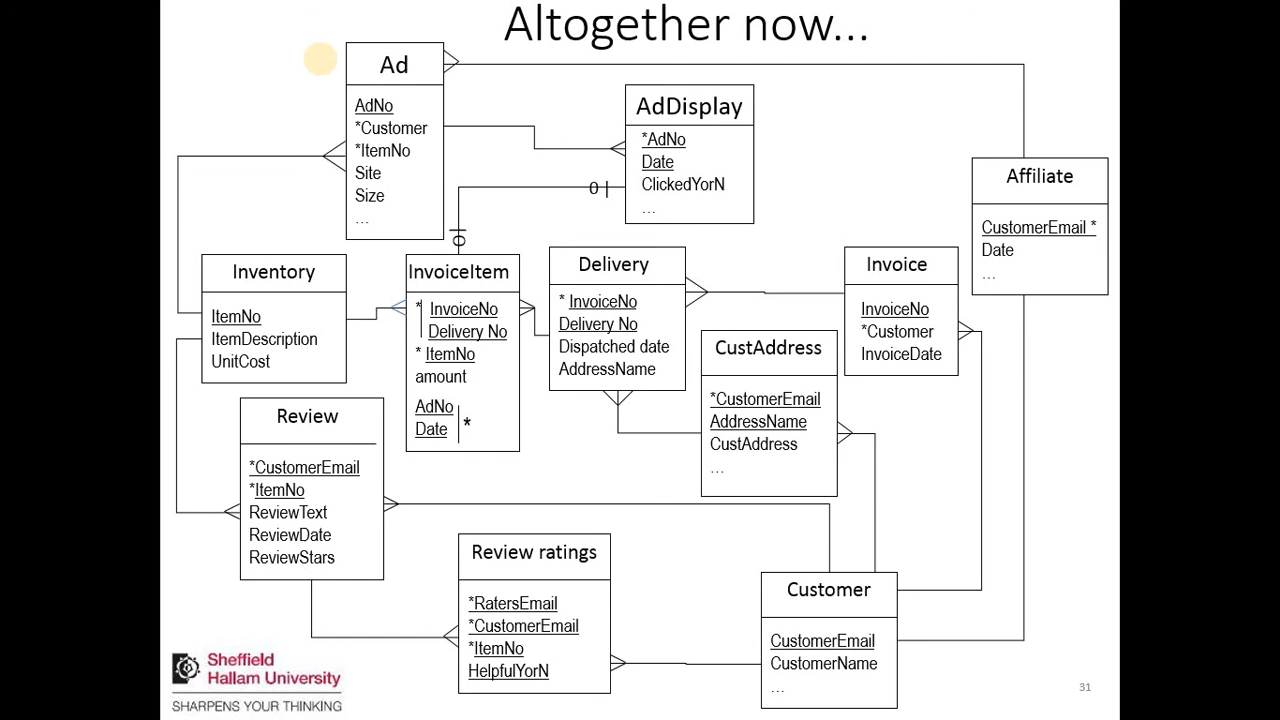 Altogether now...
Ad
AdNo
*Customer
*ItemNo
Site
Size
...
AdDisplay
*AdNo
Date
ClickedYorN
...
0
0
Affiliate
CustomerEmail *
Date
...
Inventory
ItemNo
ItemDescription
UnitCost
InvoiceItem
* InvoiceNo
Delivery No
* ItemNo
amount
AdNo
Date *
Delivery
* InvoiceNo
Delivery No
Dispatched date
AddressName
Invoice
InvoiceNo
*Customer
InvoiceDate
CustAddress
*CustomerEmail
AddressName
CustAddress
...
Review
*CustomerEmail
*ItemNo
ReviewText
ReviewDate
ReviewStars
Review ratings
*RatersEmail
*CustomerEmail
*ItemNo
HelpfulYorN
Customer
CustomerEmail
CustomerName
...
Sheffield
Hallam University
SHARPENS YOUR THINKING
31